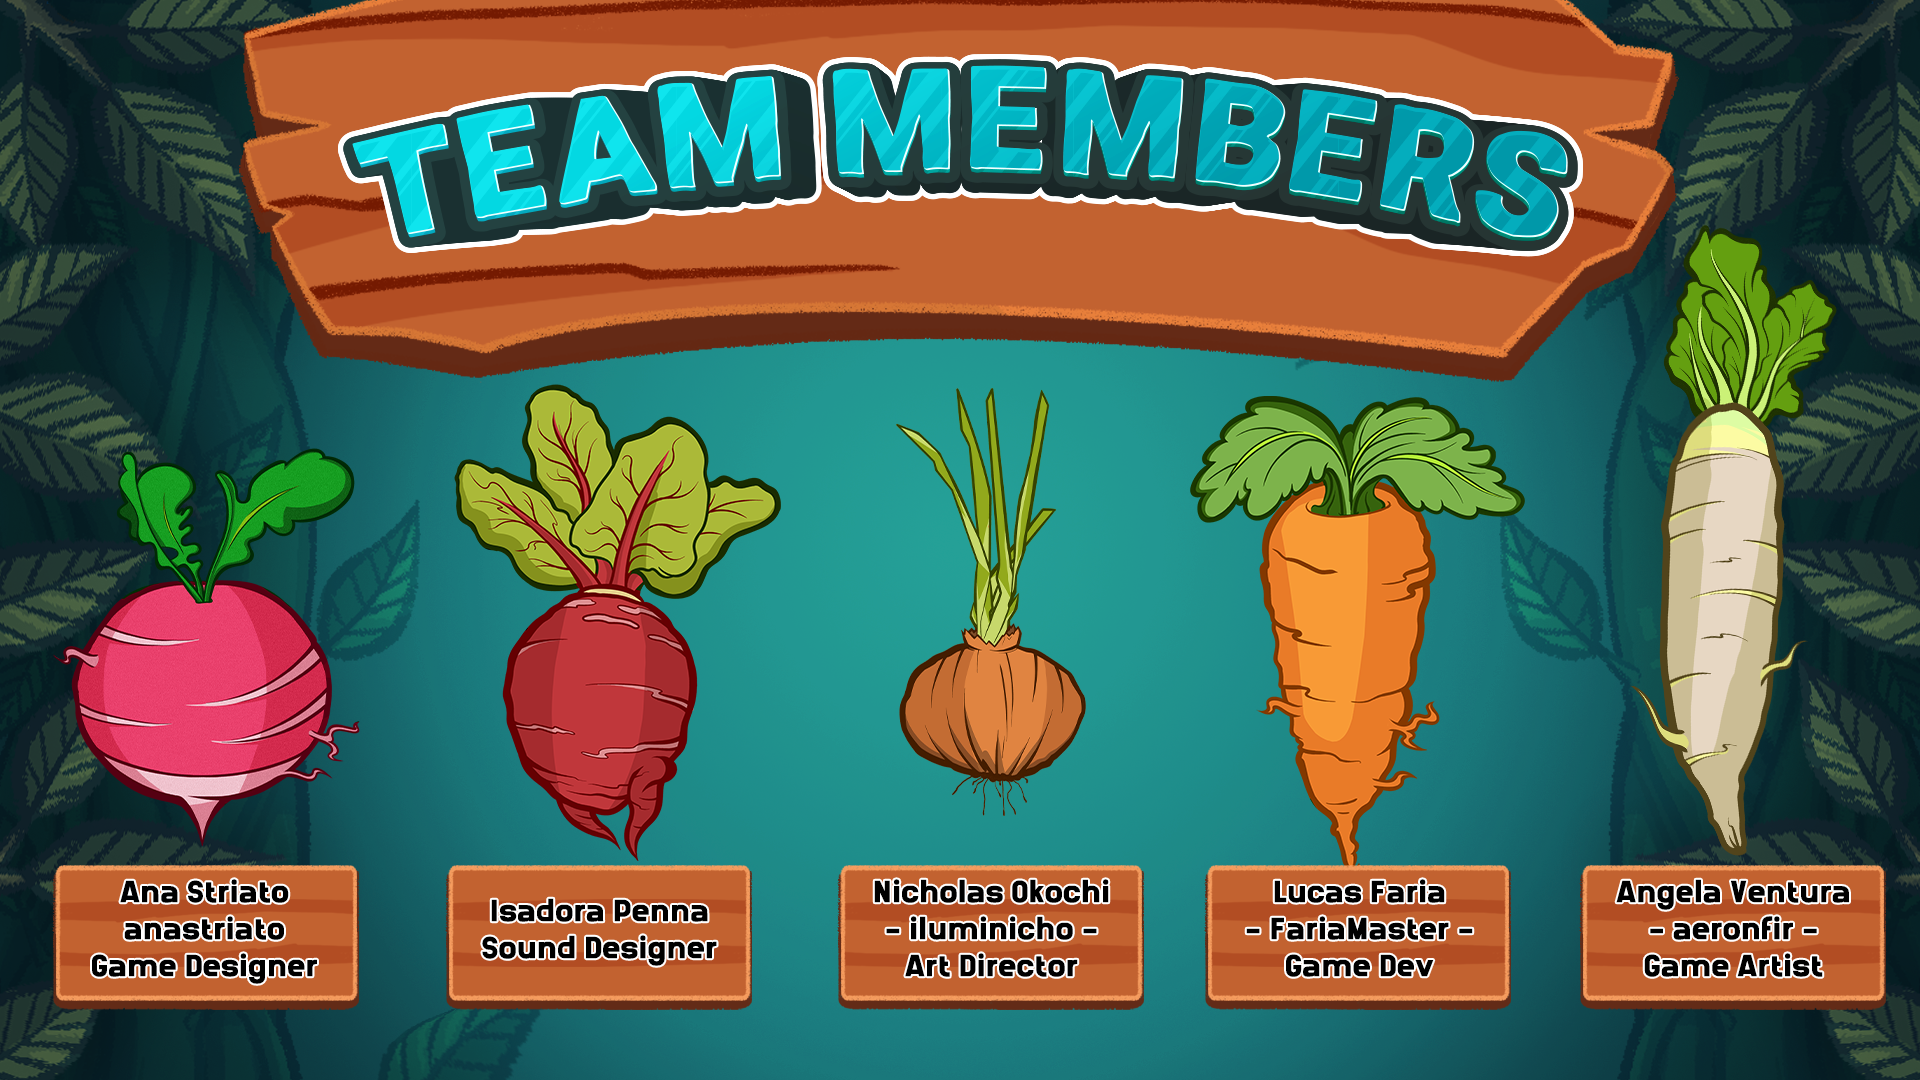 TEAM MEMBERS
Ana Striato
anastriato
Game Designer
Isadora Penna
Sound Designer
Nicholas Okochi
- iluminicho -
Art Director
Lucas Faria
- FariaMaster -
Game Dev
Angela Ventura
- aeronfir -
Game Artist